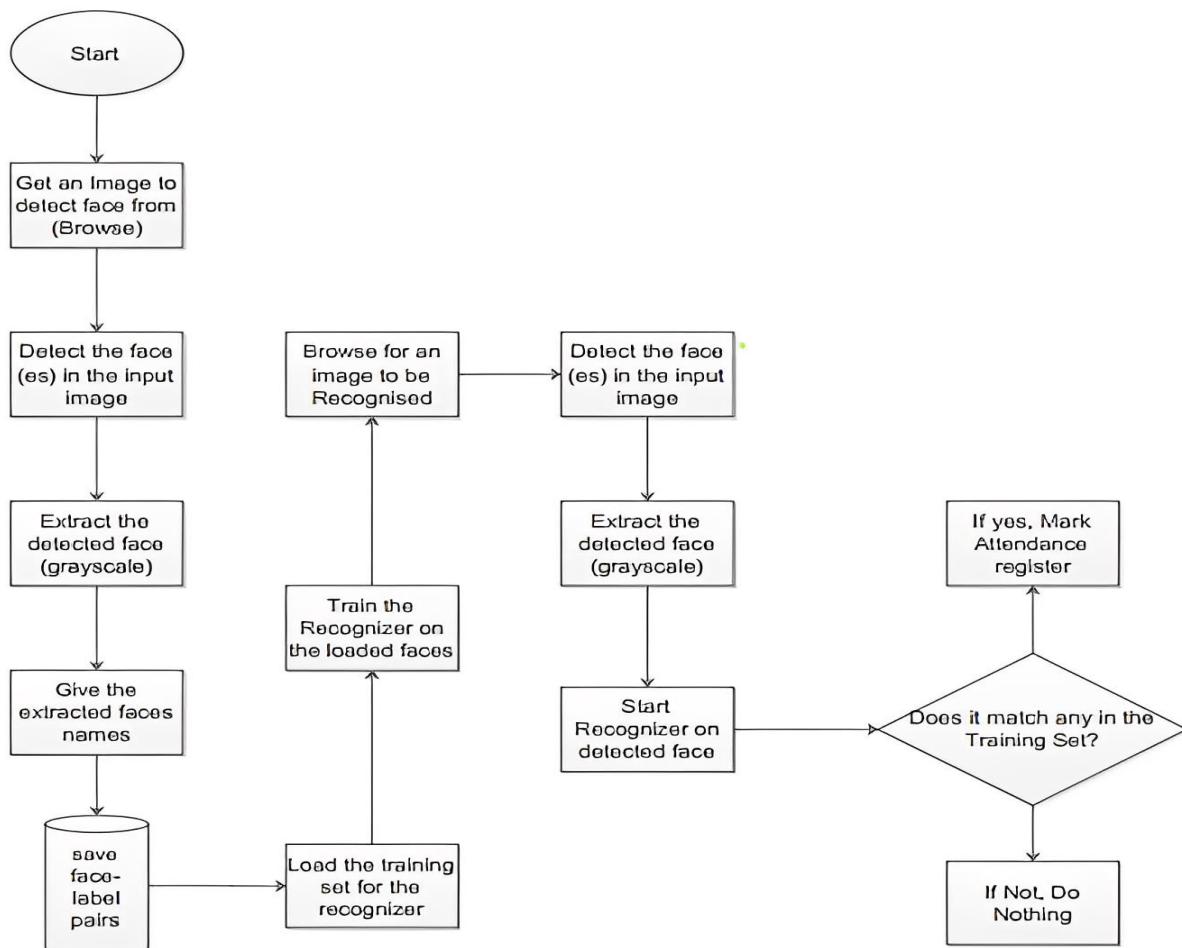 Start
Get an Image to
detect face from
(Browse)
Detect the face
(es) in the input
image
Extract the
detected face
(grayscale)
Give the
extracted faces
names
save
face-
label
pairs
Load the training
set for the
recognizer
Train the
Recognizer on
the loaded faces
Browse for an
image to be
Recognised
Detect the face
(es) in the input
image
Extract the
detected face
(grayscale)
Start
Recognizer on
detected face
Does it match any in the
Training Set?
If yes, Mark
Attendance
register
If Not, Do
Nothing